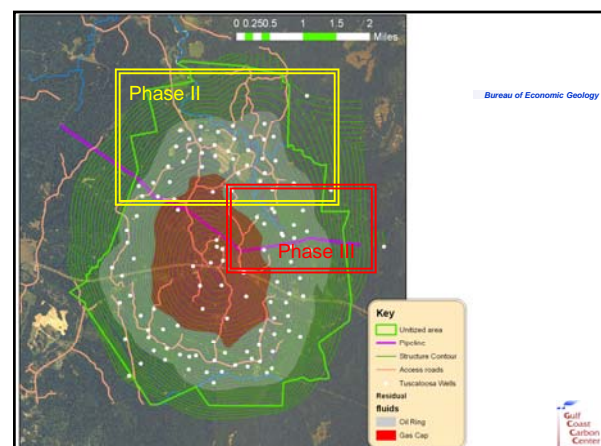 0 0.25 0.5 1 1.5 2
Miles
Phase II
Bureau of Economic Geology
Phase III
Key
Unitized area
Pipeline
Structure Contour
Access roads
Tuscaloosa Wells
Residual
fluids
Oil Ring
Gas Cap
Gulf
Coast
Carbon
Center